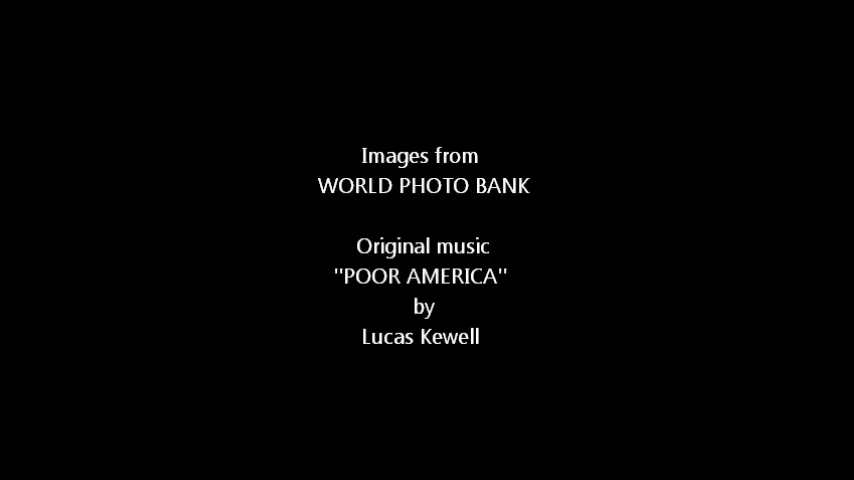 Images from
WORLD PHOTO BANK
Original music
"POOR AMERICA"
by
Lucas Kewell